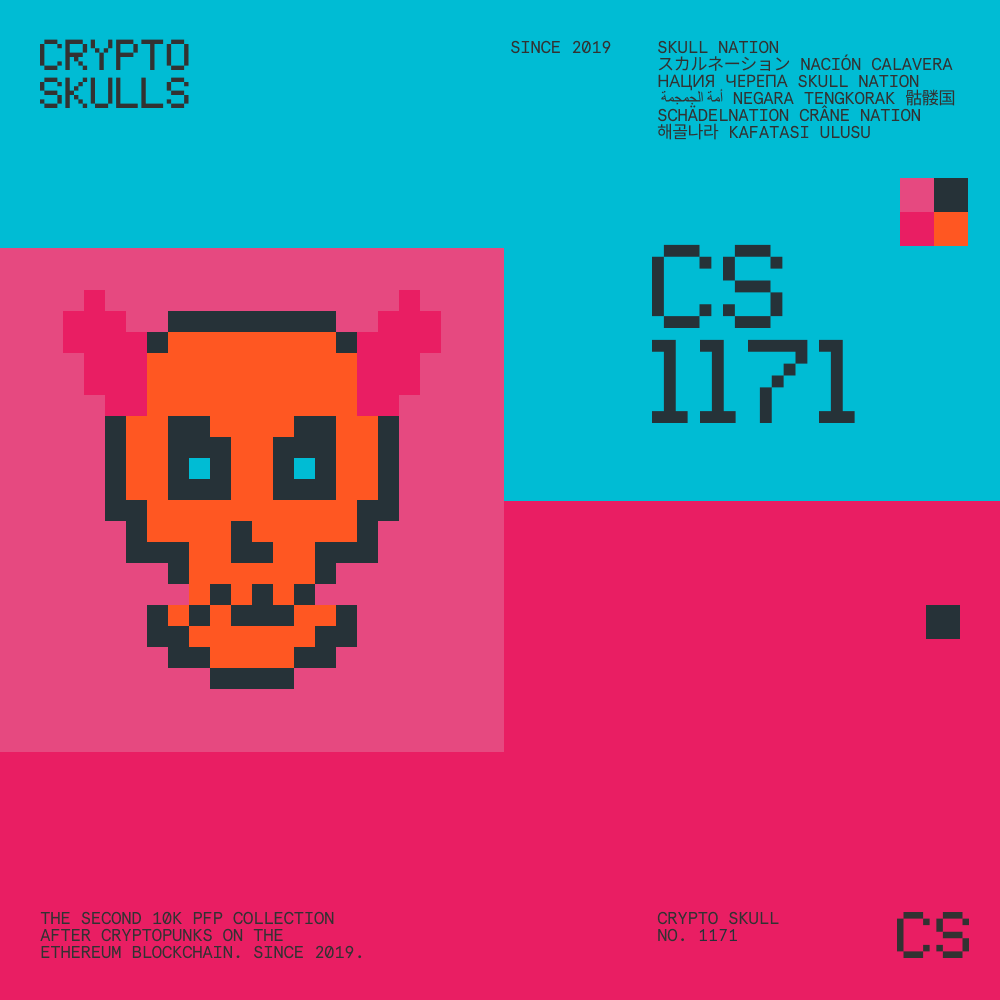 CRYPTO
SKULLS
SINCE 2019
SKULL NATION
スカルネーション NACIÓN CALAVERA
НАЦИЯ ЧЕРЕПА SKULL NATION
أمة الجمجمة NEGARA TENGKORAK 骷髅国
SCHÄDELNATION CRÂNE NATION
해골나라 KAFATASI ULUSU
CS
1171
THE SECOND 10K PFP COLLECTION
AFTER CRYPTOPUNKS ON THE
ETHEREUM BLOCKCHAIN. SINCE 2019.
CRYPTO SKULL
NO. 1171
CS